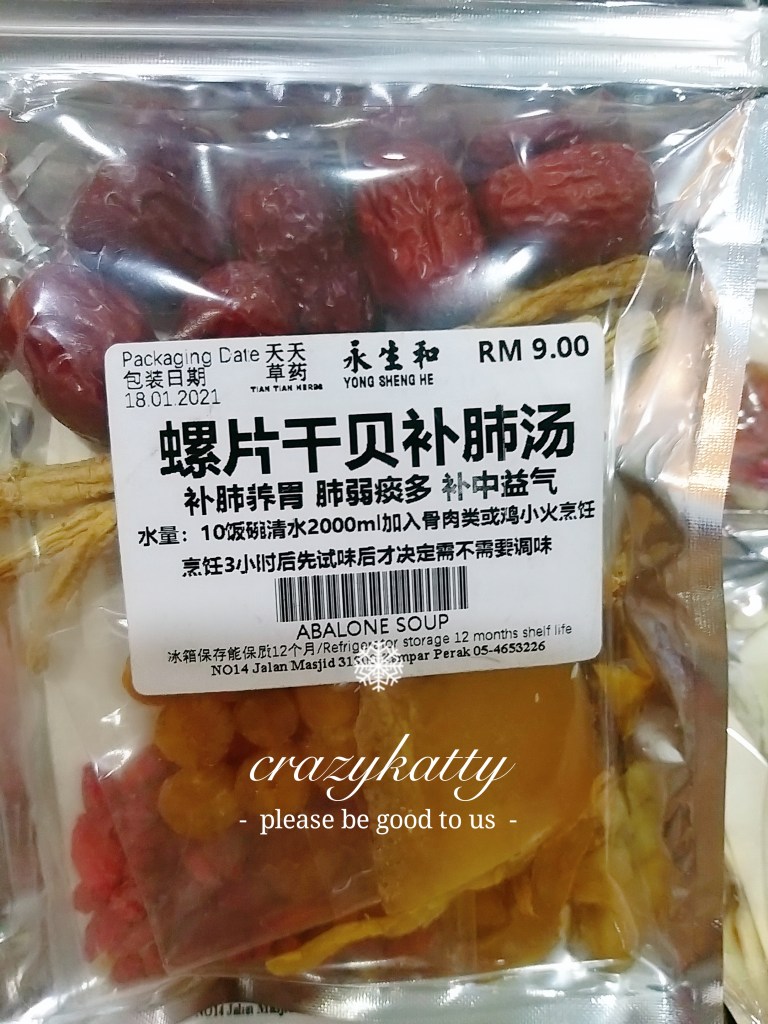 Packaging Date
包装日期
18.01.2021
天天
草药
TIAN TIAN HERBS
永生和
YONG SHENG HE
RM 9.00
螺片干贝补肺汤
补肺养胃 肺弱痰多 补中益气
水量：10饭碗清水2000ml加入骨肉类或鸡小火烹饪
烹饪3小时后先试味后才决定需不需要调味
ABALONE SOUP
冰箱保存能保质12个月/Refrigerator storage 12 months shelf life
NO14 Jalan Masjid Perak 05-4653226
crazykatty
- please be good to us -
NO14 Jalan